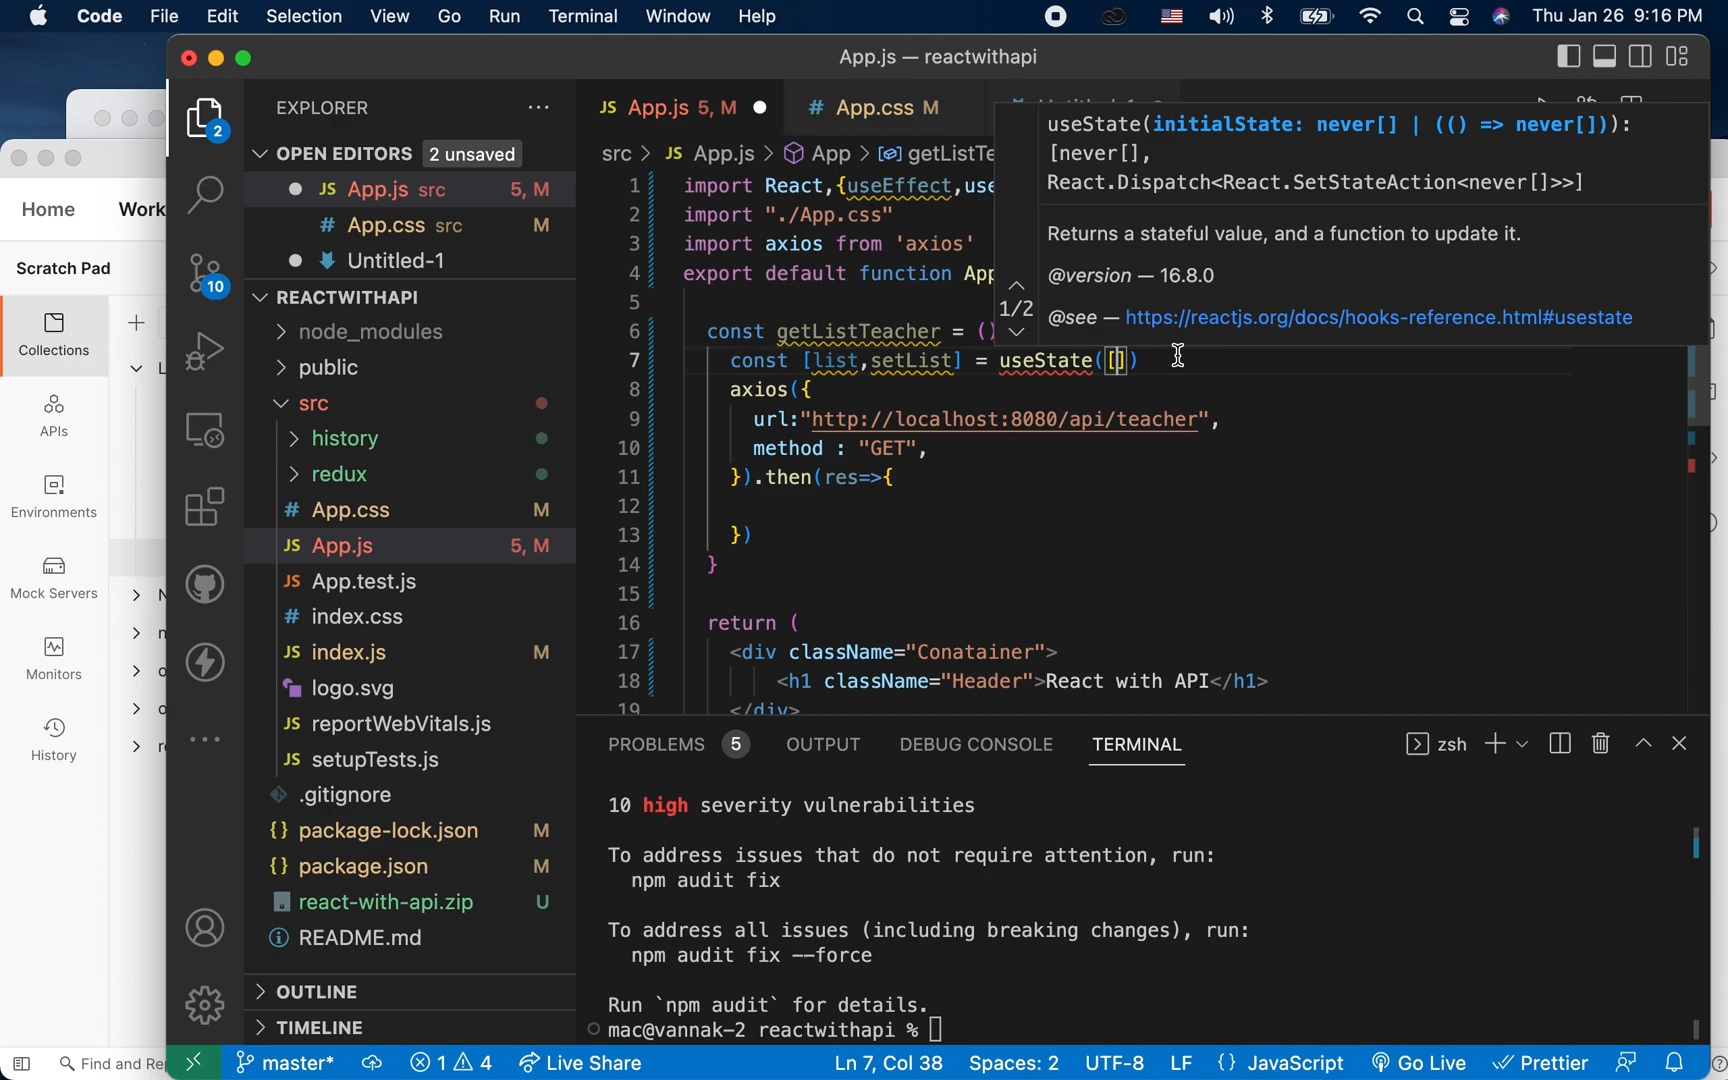 Code File Edit Selection View Go Run Terminal Window Help Thu Jan 26 9:16 PM
App.js — reactwithapi
Home Work
Scratch Pad
Collections
APIs
Environments
Mock Servers
Monitors
History
Find and Re
2
10
EXPLORER
OPEN EDITORS 2 unsaved
JS App.js src 5, M
# App.css src M
Untitled-1
REACTWITHAPI
node_modules
public
src
history
redux
# App.css M
JS App.js 5, M
JS App.test.js
# index.css
JS index.js M
logo.svg
JS reportWebVitals.js
JS setupTests.js
.gitignore
{} package-lock.json M
{} package.json M
react-with-api.zip U
README.md
OUTLINE
TIMELINE
JS App.js 5, M # App.css M
src > JS App.js > App > getListTe
1 import React,{useEffect,use
2 import "./App.css"
3 import axios from 'axios'
4 export default function App
5
6 const getListTeacher = ()
7 const [list,setList] = useState([])
8 axios({
9 url:"http://localhost:8080/api/teacher",
10 method : "GET",
11 }).then(res=>{
12
13 })
14 }
15
16 return (
17 <div className="Conatainer">
18 <h1 className="Header">React with API</h1>
19 </div>
useState(initialState: never[] | (() => never[])):
[never[],
React.Dispatch<React.SetStateAction<never[]>>]
Returns a stateful value, and a function to update it.
@version — 16.8.0
1/2
@see — https://reactjs.org/docs/hooks-reference.html#usestate
PROBLEMS 5 OUTPUT DEBUG CONSOLE TERMINAL zsh
10 high severity vulnerabilities
To address issues that do not require attention, run:
npm audit fix
To address all issues (including breaking changes), run:
npm audit fix --force
Run `npm audit` for details.
mac@vannak-2 reactwithapi %
master* 1 4 Live Share Ln 7, Col 38 Spaces: 2 UTF-8 LF {} JavaScript Go Live Prettier